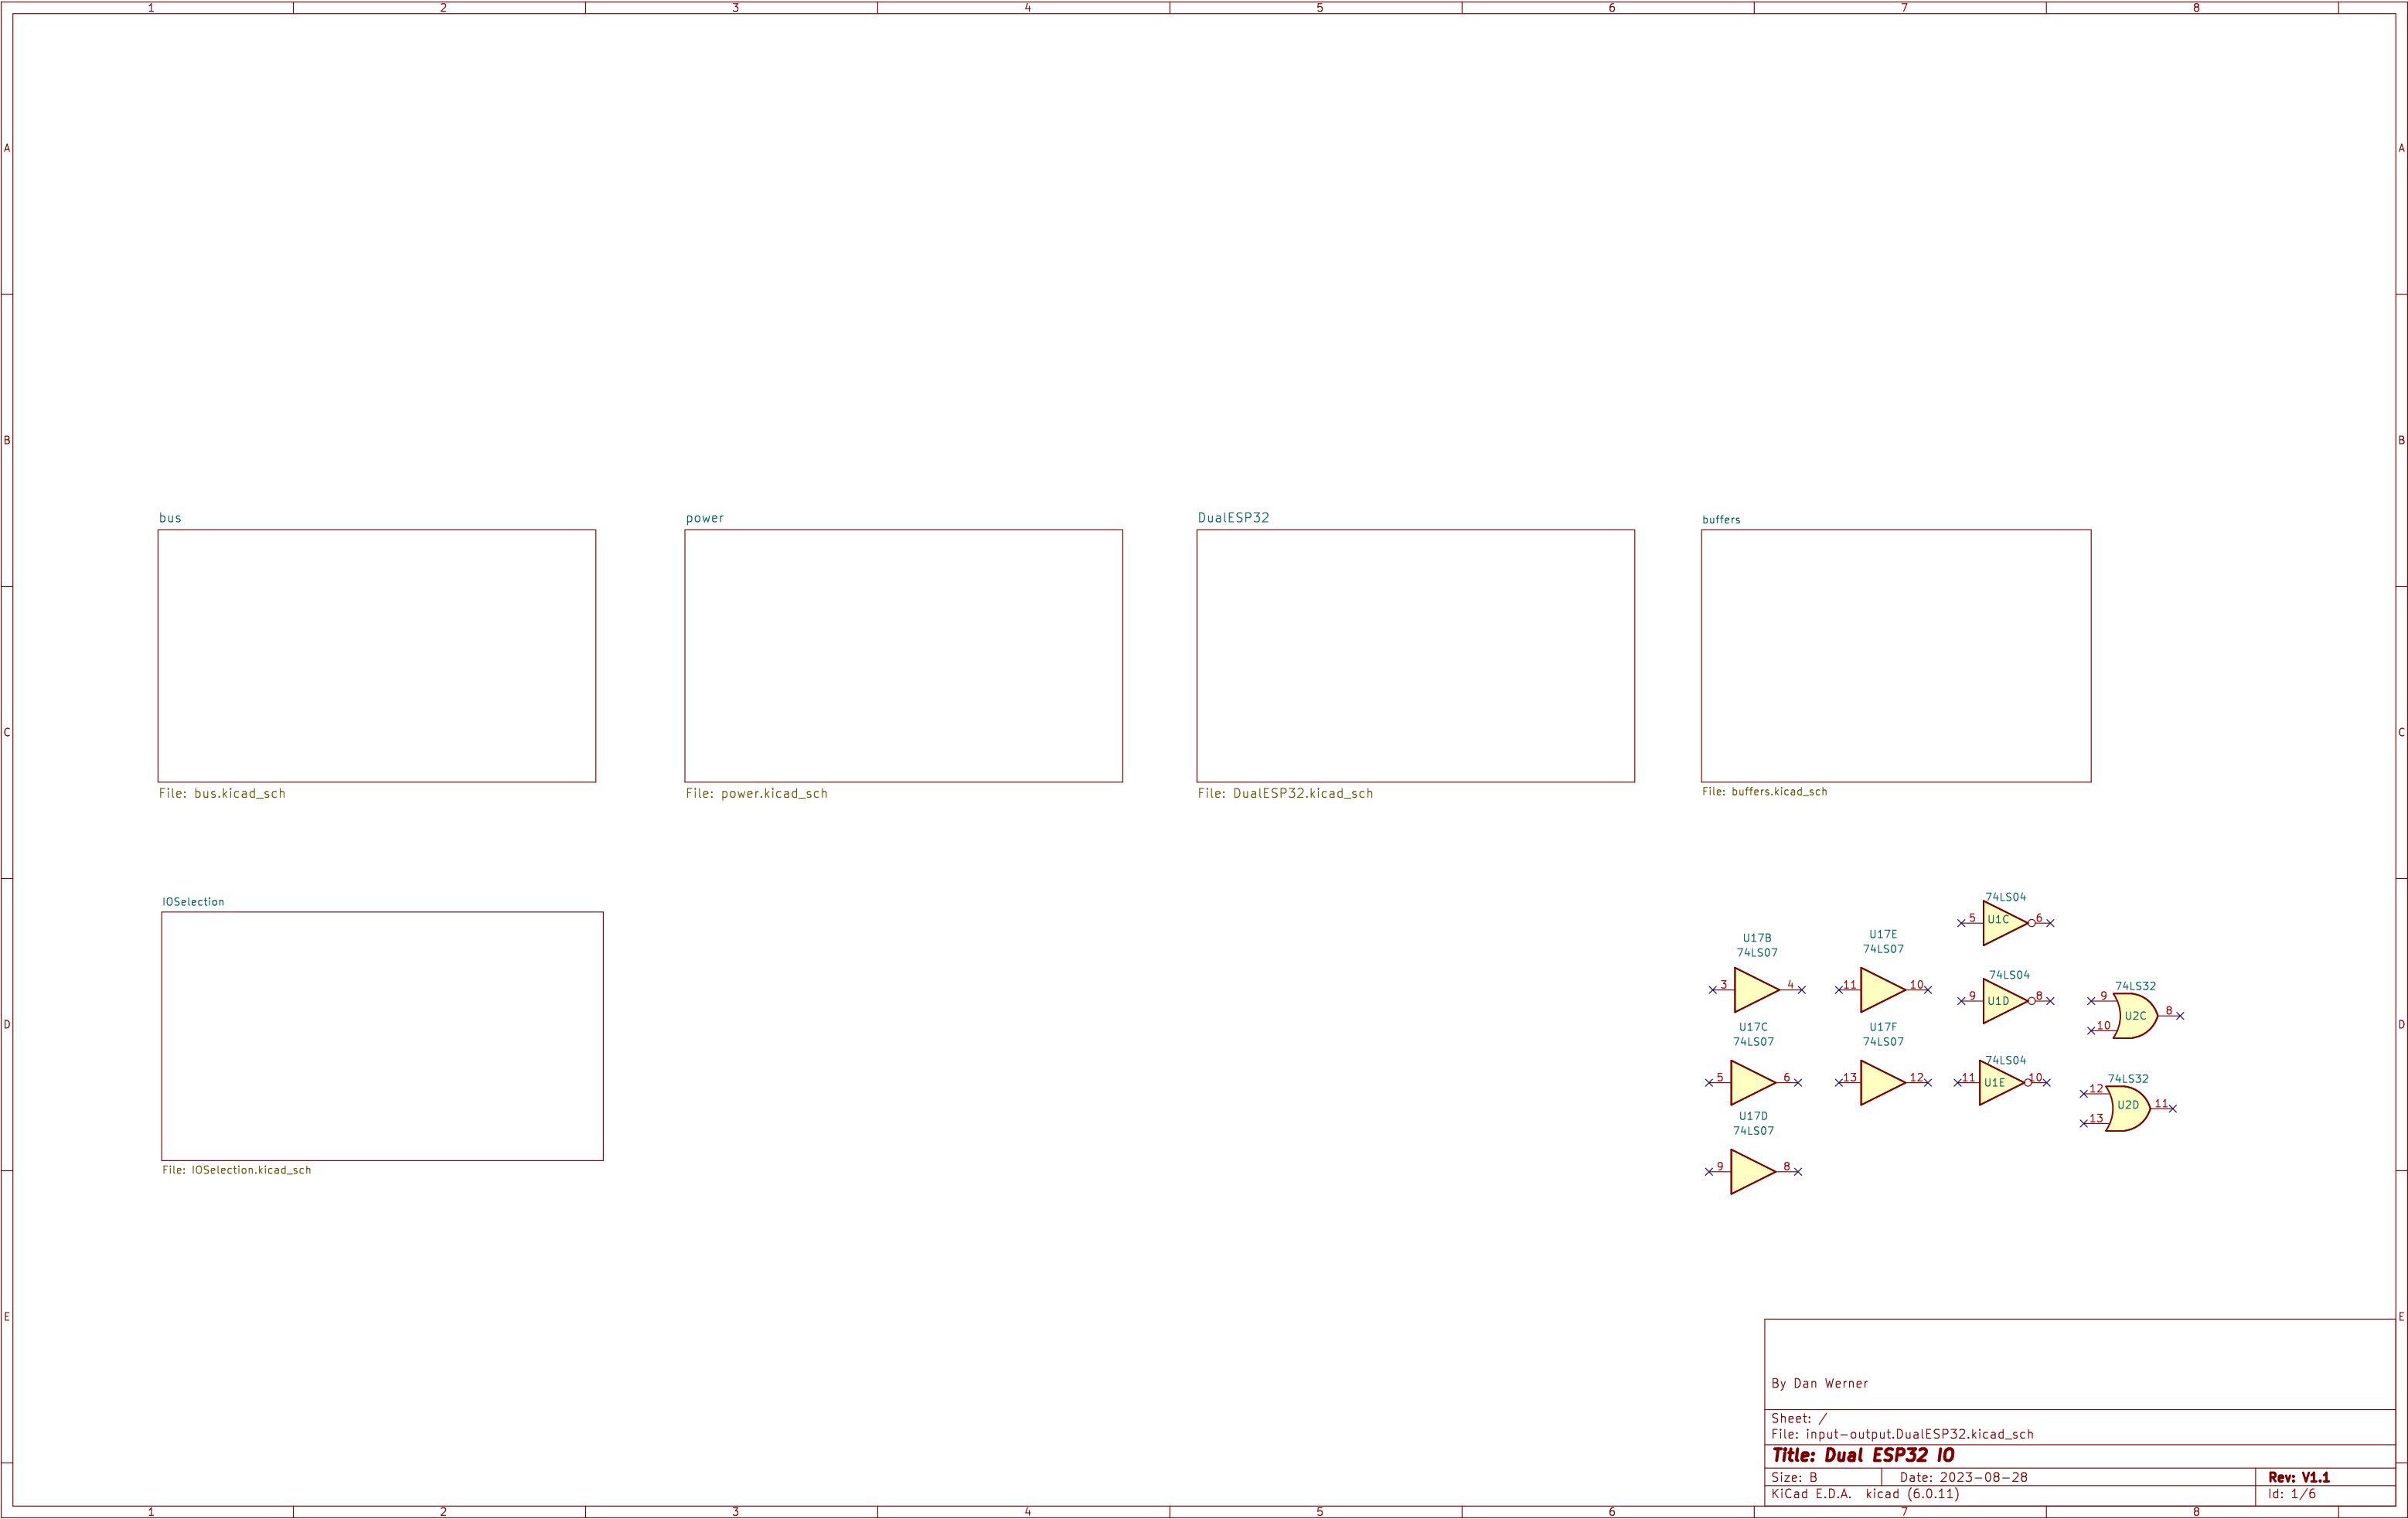 1 2 3 4 5 6 7 8
A A
B B
bus power DualESP32 buffers
C C
File: bus.kicad_sch File: power.kicad_sch File: DualESP32.kicad_sch File: buffers.kicad_sch
IOSelection
74LS04
5 U1C 6
U17B
74LS07
3 4
U17E
74LS07
11 10
74LS04
9 U1D 8
74LS32
9
10
U2C 8
D D
U17C
74LS07
5 6
U17F
74LS07
13 12
74LS04
11 U1E 10
74LS32
12
13
U2D 11
U17D
74LS07
9 8
File: IOSelection.kicad_sch
E E
By Dan Werner
Sheet: /
File: input-output.DualESP32.kicad_sch
Title: Dual ESP32 IO
Size: B Date: 2023-08-28 Rev: V1.1
KiCad E.D.A. kicad (6.0.11) Id: 1/6
1 2 3 4 5 6 7 8